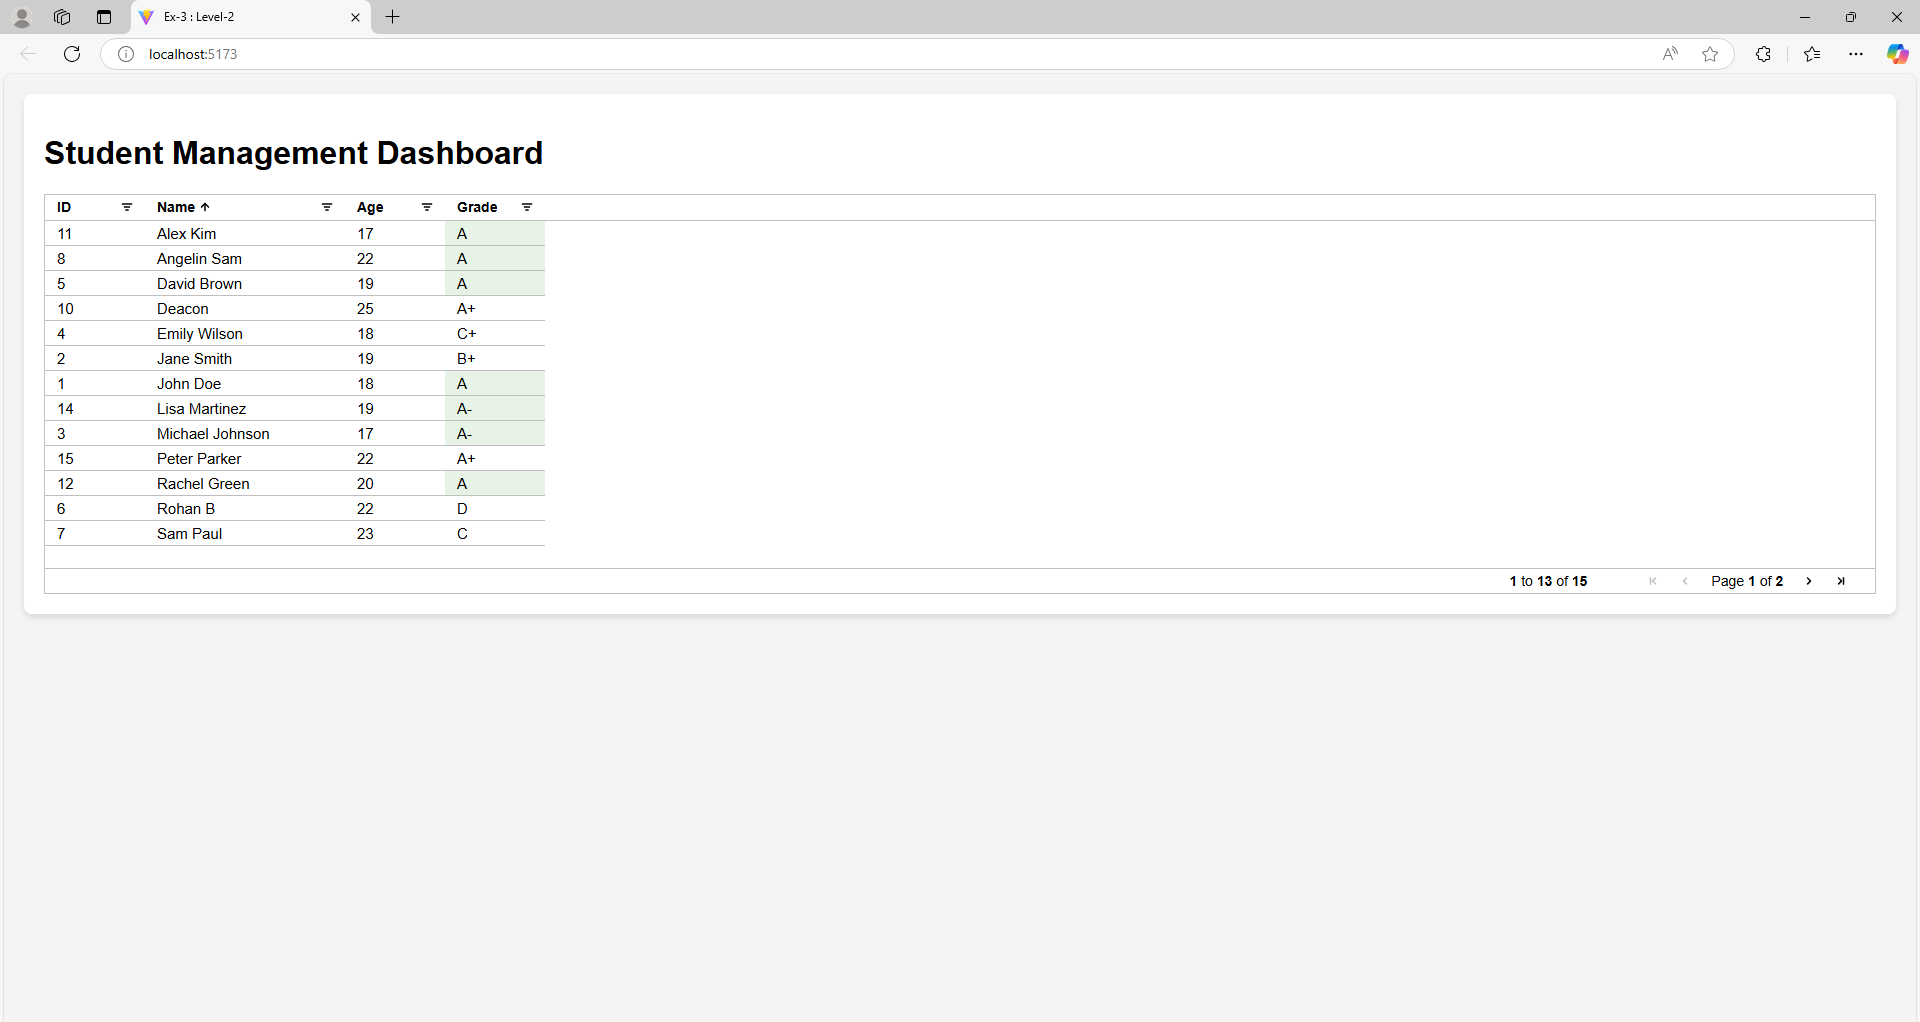 Ex-3 : Level-2
localhost:5173
Student Management Dashboard
ID Name Age Grade
11 Alex Kim 17 A
8 Angelin Sam 22 A
5 David Brown 19 A
10 Deacon 25 A+
4 Emily Wilson 18 C+
2 Jane Smith 19 B+
1 John Doe 18 A
14 Lisa Martinez 19 A-
3 Michael Johnson 17 A-
15 Peter Parker 22 A+
12 Rachel Green 20 A
6 Rohan B 22 D
7 Sam Paul 23 C
1 to 13 of 15 Page 1 of 2